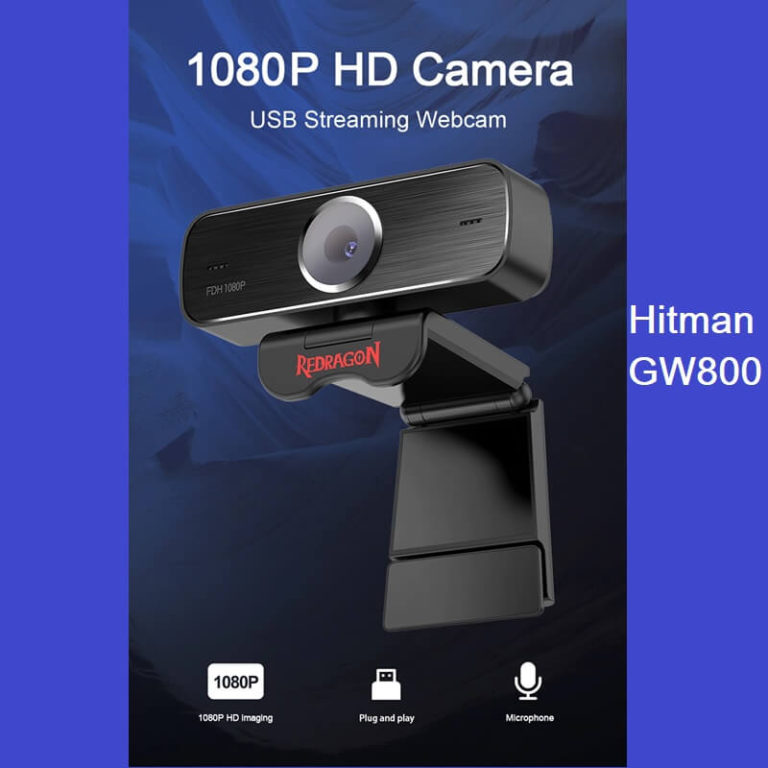 1080P HD Camera
USB Streaming Webcam
FDH 1080P
REDRAGON
Hitman
GW800
1080P
1080P HD Imaging
Plug and play
Microphone